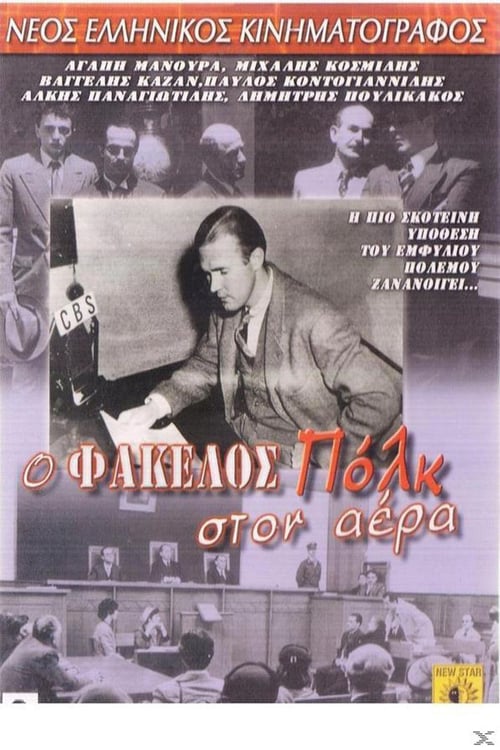 ΝΕΟΣ ΕΛΛΗΝΙΚΟΣ ΚΙΝΗΜΑΤΟΓΡΑΦΟΣ
ΑΓΑΠΗ ΜΑΝΟΥΡΑ, ΜΙΧΑΛΗΣ ΚΟΣΜΙΔΗΣ
ΒΑΓΓΕΛΗΣ ΚΑΖΑΝ, ΠΑΥΛΟΣ ΚΟΝΤΟΓΙΑΝΝΙΔΗΣ
ΑΛΚΗΣ ΠΑΝΑΓΙΩΤΙΔΗΣ, ΔΗΜΗΤΡΗΣ ΠΟΥΛΙΚΑΚΟΣ
Η ΠΙΟ ΣΚΟΤΕΙΝΗ
ΥΠΟΘΕΣΗ
ΤΟΥ ΕΜΦΥΛΙΟΥ
ΠΟΛΕΜΟΥ
ΖΑΝΑΝΟΙΓΕΙ...
CBS
Ο ΦΑΚΕΛΟΣ Πόλκ
στον αέρα
NEW STAR